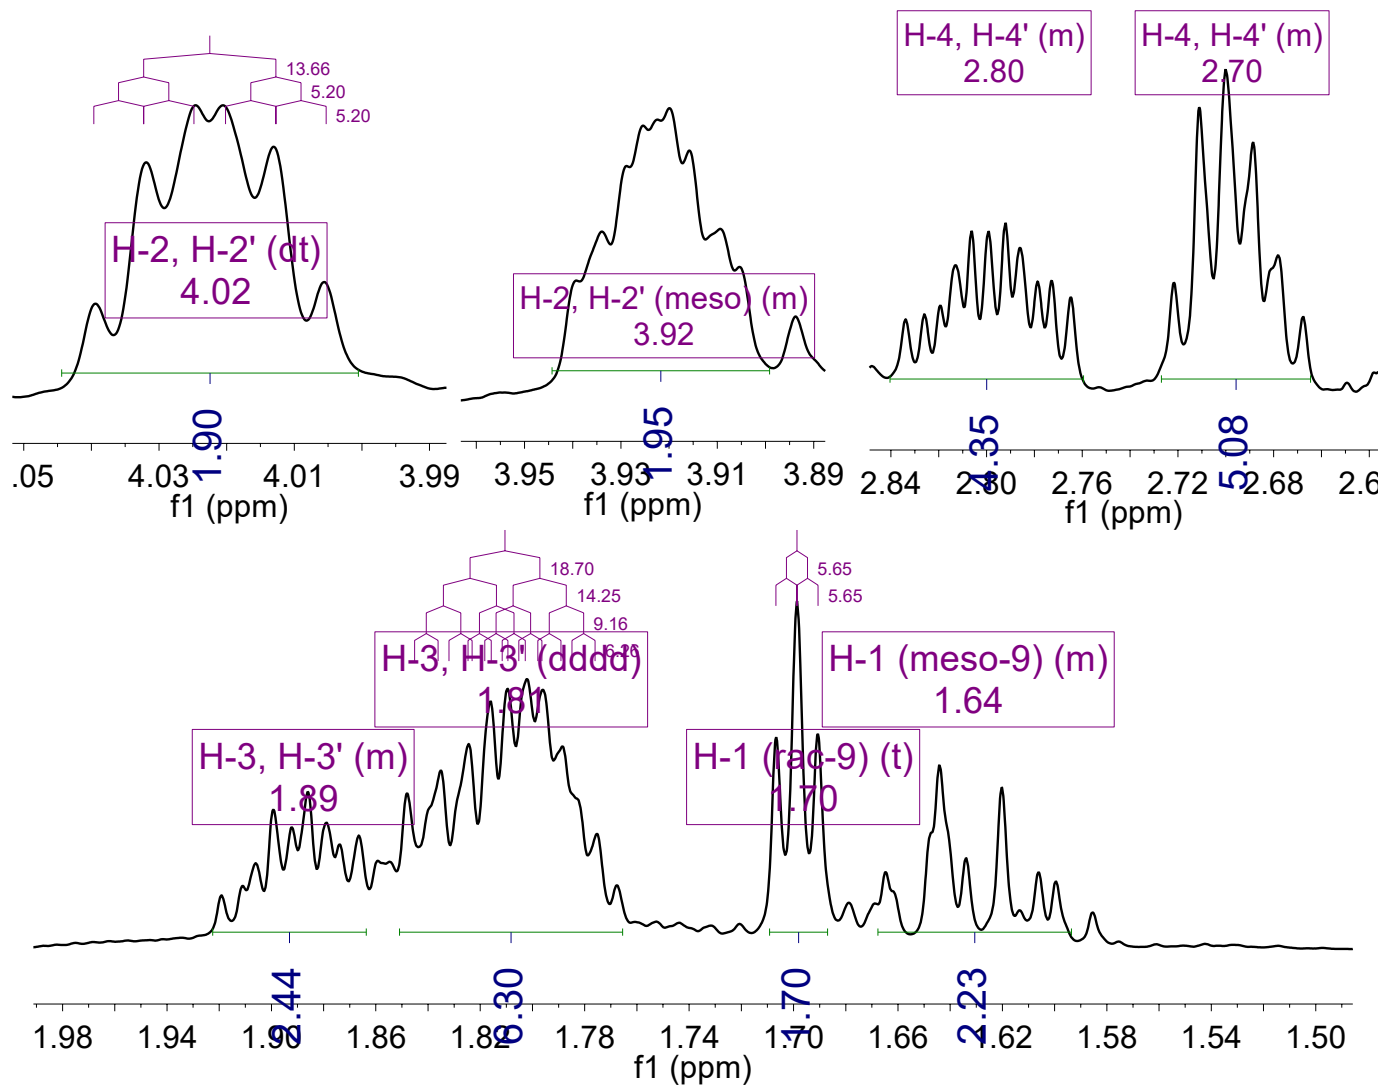 13.66
5.20
5.20
H-2, H-2' (dt)
4.02
1.90
.05 4.03 4.01 3.99
f1 (ppm)
H-2, H-2' (meso) (m)
3.92
1.95
3.95 3.93 3.91 3.89
f1 (ppm)
H-4, H-4' (m)
2.80
H-4, H-4' (m)
2.70
4.35
5.08
2.84 2.80 2.76 2.72 2.68 2.6
f1 (ppm)
18.70
14.25
9.16
6.26
H-3, H-3' (dddd)
1.81
H-3, H-3' (m)
1.89
5.65
5.65
H-1 (meso-9) (m)
1.64
H-1 (rac-9) (t)
1.70
2.44
6.30
1.70
2.23
1.98 1.94 1.90 1.86 1.82 1.78 1.74 1.70 1.66 1.62 1.58 1.54 1.50
f1 (ppm)